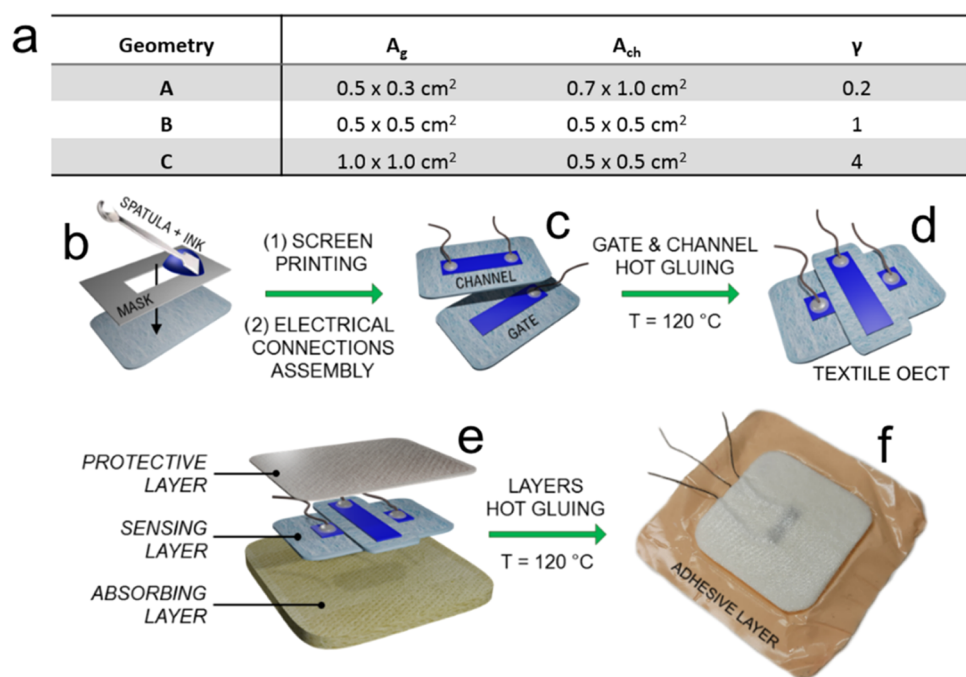 a
Geometry A_g A_ch γ
A 0.5 x 0.3 cm² 0.7 x 1.0 cm² 0.2
B 0.5 x 0.5 cm² 0.5 x 0.5 cm² 1
C 1.0 x 1.0 cm² 0.5 x 0.5 cm² 4
b
SPATULA + INK
MASK
(1) SCREEN
PRINTING
(2) ELECTRICAL
CONNECTIONS
ASSEMBLY
c
CHANNEL
GATE
GATE & CHANNEL
HOT GLUING
T = 120 °C
d
TEXTILE OECT
e
PROTECTIVE
LAYER
SENSING
LAYER
ABSORBING
LAYER
LAYERS
HOT GLUING
T = 120 °C
f
ADHESIVE LAYER